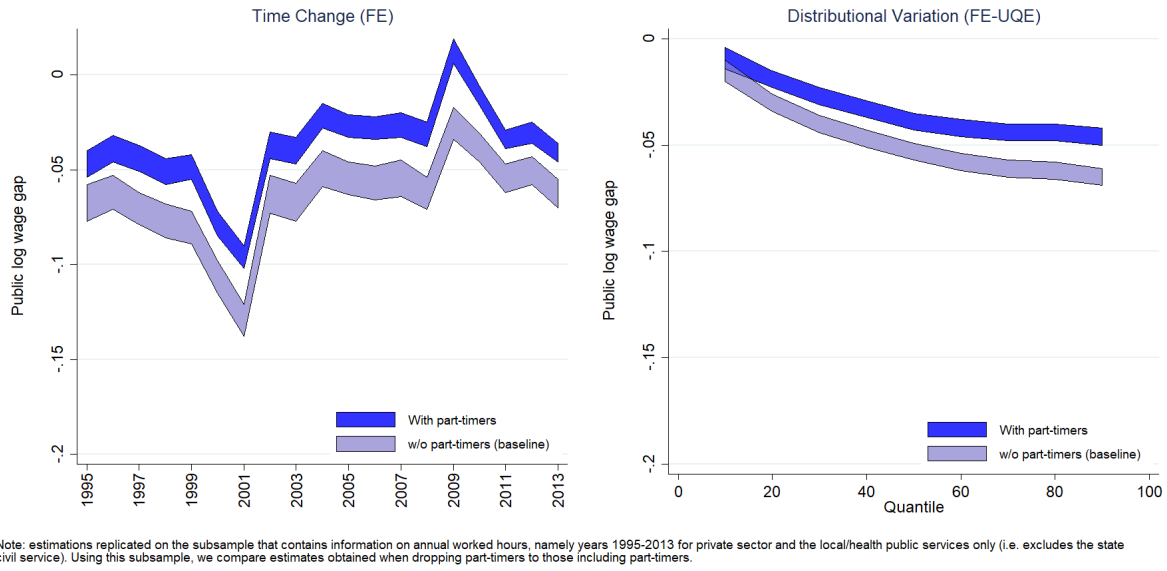 Time Change (FE)
Public log wage gap
0
-.05
-.1
-.15
-.2
1995
1997
1999
2001
2003
2005
2007
2009
2011
2013
With part-timers
w/o part-timers (baseline)
Distributional Variation (FE-UQE)
Public log wage gap
0
-.05
-.1
-.15
-.2
0
20
40
60
80
100
Quantile
With part-timers
w/o part-timers (baseline)
Note: estimations replicated on the subsample that contains information on annual worked hours, namely years 1995-2013 for private sector and the local/health public services only (i.e. excludes the state
civil service). Using this subsample, we compare estimates obtained when dropping part-timers to those including part-timers.